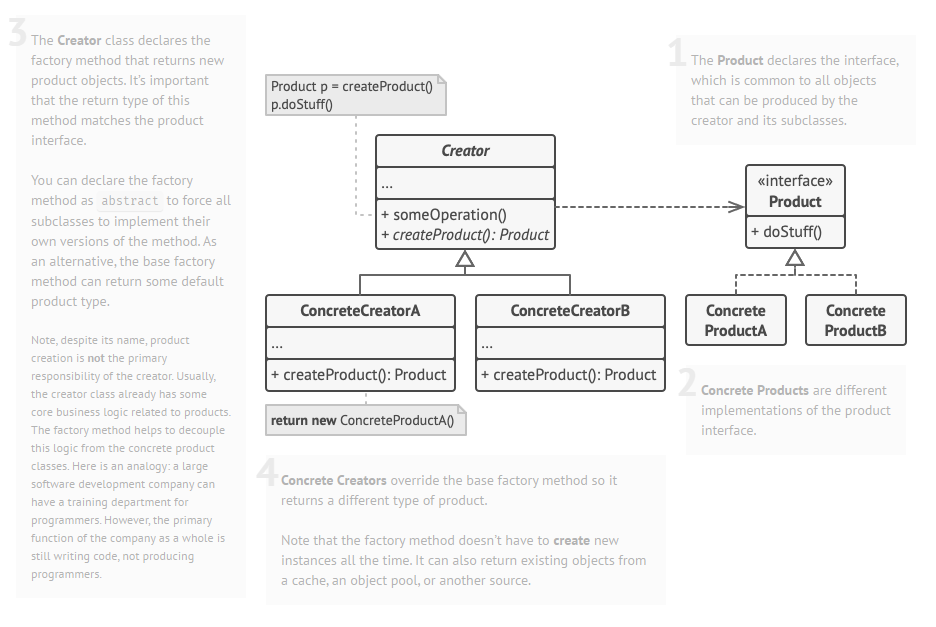 3
The Creator class declares the
factory method that returns new
product objects. It's important
that the return type of this
method matches the product
interface.
You can declare the factory
method as abstract to force all
subclasses to implement their
own versions of the method. As
an alternative, the base factory
method can return some default
product type.
Note, despite its name, product
creation is not the primary
responsibility of the creator. Usually,
the creator class already has some
core business logic related to products.
The factory method helps to decouple
this logic from the concrete product
classes. Here is an analogy: a large
software development company can
have a training department for
programmers. However, the primary
function of the company as a whole is
still writing code, not producing
programmers.
Product p = createProduct()
p.doStuff()
Creator
...
+ someOperation()
+ createProduct(): Product
1
The Product declares the interface,
which is common to all objects
that can be produced by the
creator and its subclasses.
«interface»
Product
+ doStuff()
ConcreteCreatorA
...
+ createProduct(): Product
ConcreteCreatorB
...
+ createProduct(): Product
Concrete
ProductA
Concrete
ProductB
return new ConcreteProductA()
2
Concrete Products are different
implementations of the product
interface.
4
Concrete Creators override the base factory method so it
returns a different type of product.
Note that the factory method doesn't have to create new
instances all the time. It can also return existing objects from
a cache, an object pool, or another source.